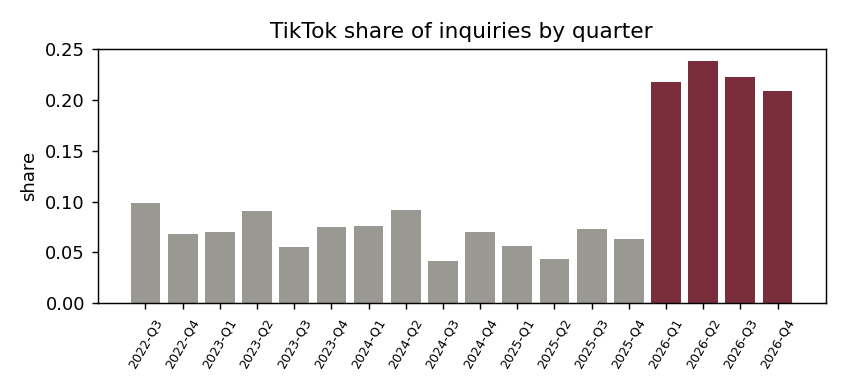 TikTok share of inquiries by quarter
share
0.25
0.20
0.15
0.10
0.05
0.00
2022-Q3
2022-Q4
2023-Q1
2023-Q2
2023-Q3
2023-Q4
2024-Q1
2024-Q2
2024-Q3
2024-Q4
2025-Q1
2025-Q2
2025-Q3
2025-Q4
2026-Q1
2026-Q2
2026-Q3
2026-Q4